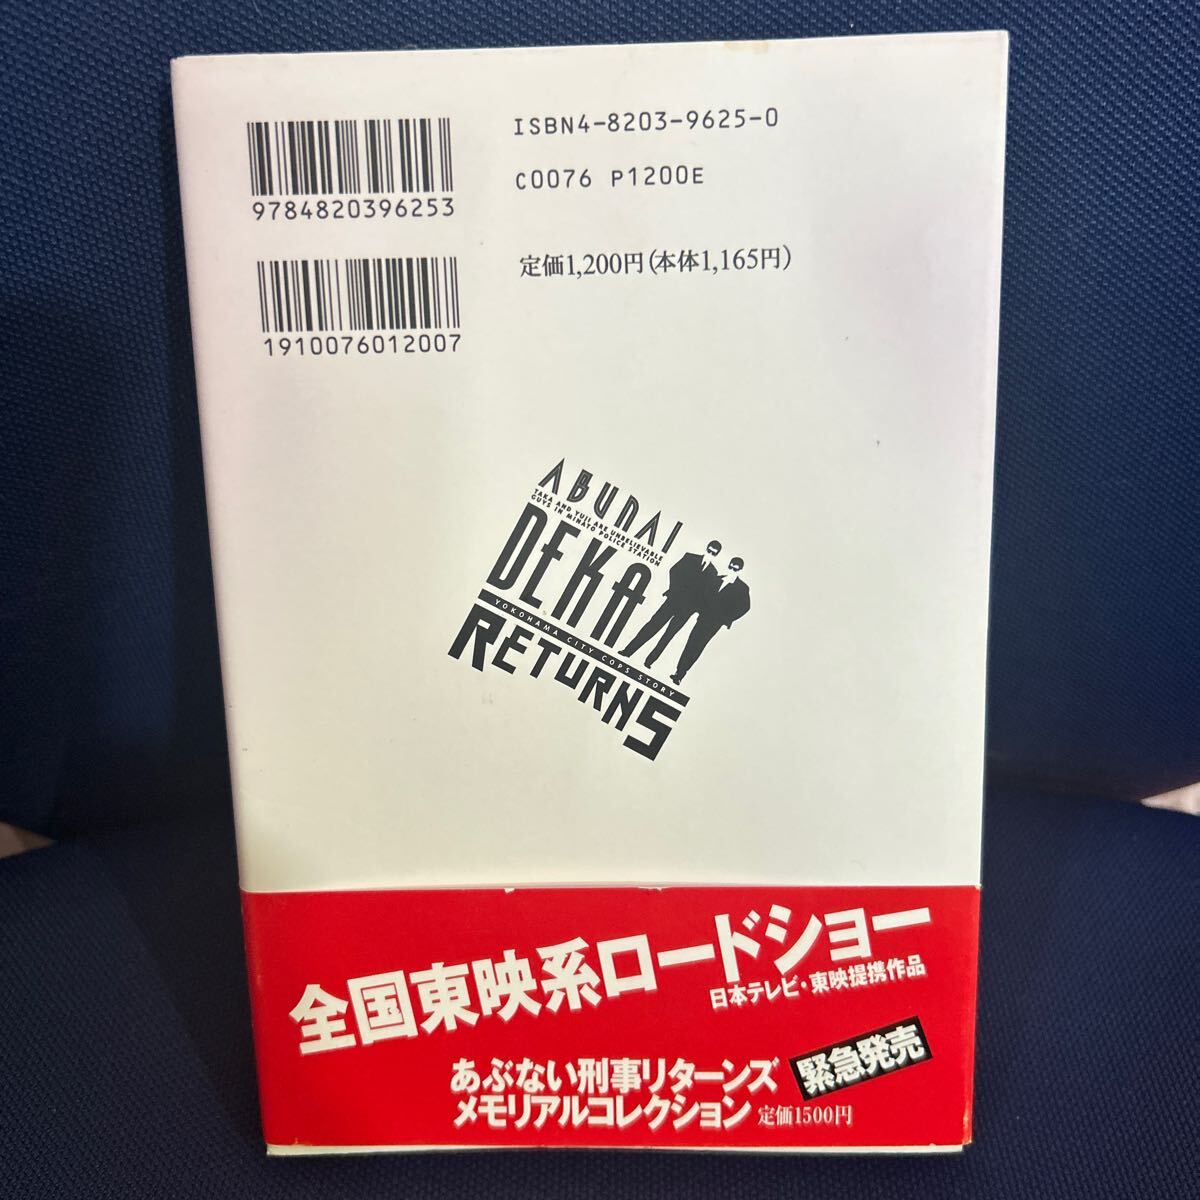 ISBN4-8203-9625-0
C0076 P1200E
9784820396253
定価1,200円(本体1,165円)
1910076012007
ABUNAI
TAKA AND YUJI ARE UNBELIEVABLE
GUYS IN MINATO POLICE STATION
DEKA
YOKOHAMA CITY COPS STORY
RETURNS
全国東映系ロードショー
日本テレビ・東映提携作品
あぶない刑事リターンズ
緊急発売
メモリアルコレクション 定価1500円